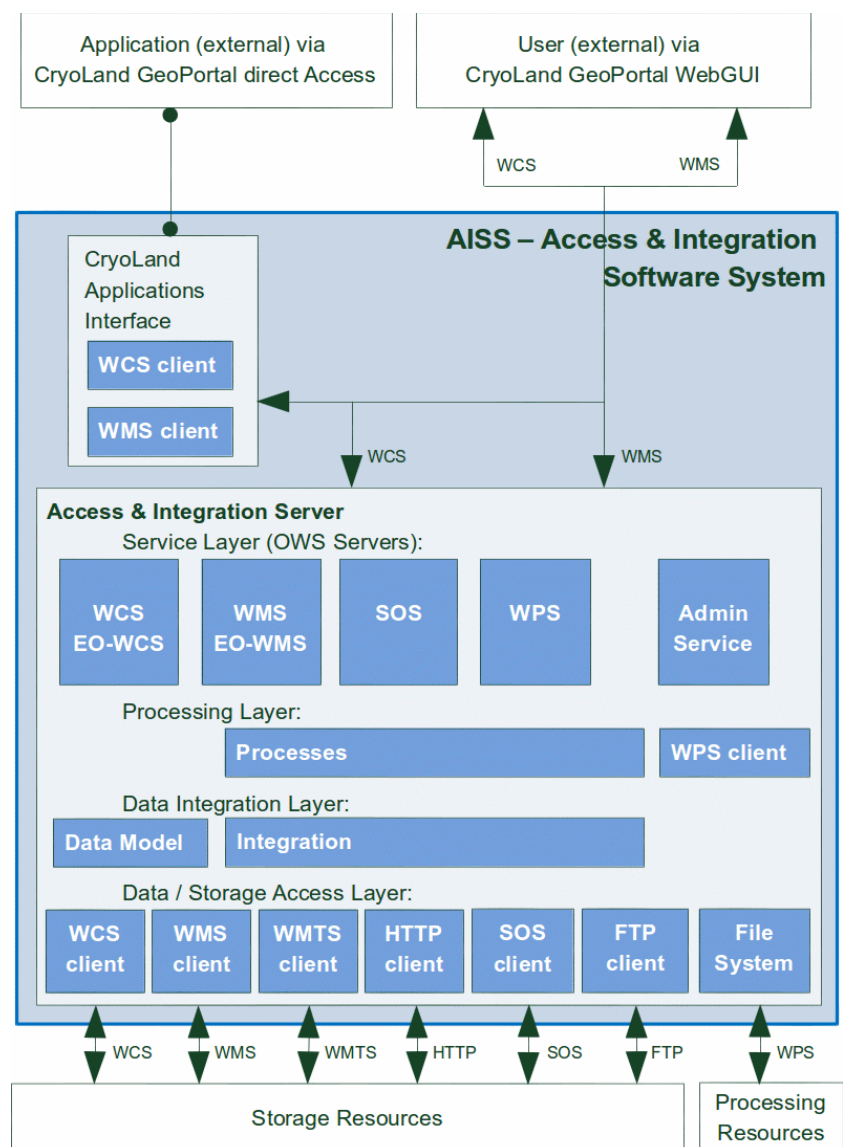 Application (external) via
CryoLand GeoPortal direct Access
User (external) via
CryoLand GeoPortal WebGUI
WCS
WMS
AISS – Access & Integration
Software System
CryoLand
Applications
Interface
WCS client
WMS client
WCS
WMS
Access & Integration Server
Service Layer (OWS Servers):
WCS
EO-WCS
WMS
EO-WMS
SOS
WPS
Admin
Service
Processing Layer:
Processes
WPS client
Data Integration Layer:
Data Model
Integration
Data / Storage Access Layer:
WCS
client
WMS
client
WMTS
client
HTTP
client
SOS
client
FTP
client
File
System
WCS
WMS
WMTS
HTTP
SOS
FTP
WPS
Storage Resources
Processing
Resources